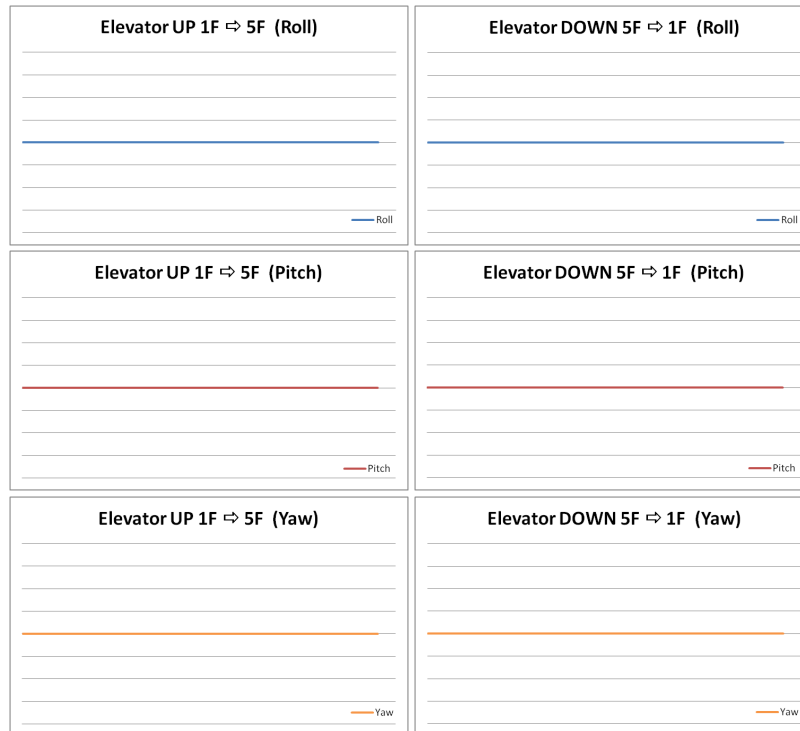 Elevator UP 1F ⇨ 5F (Roll)
Roll
Elevator DOWN 5F ⇨ 1F (Roll)
Roll
Elevator UP 1F ⇨ 5F (Pitch)
Pitch
Elevator DOWN 5F ⇨ 1F (Pitch)
Pitch
Elevator UP 1F ⇨ 5F (Yaw)
Yaw
Elevator DOWN 5F ⇨ 1F (Yaw)
Yaw